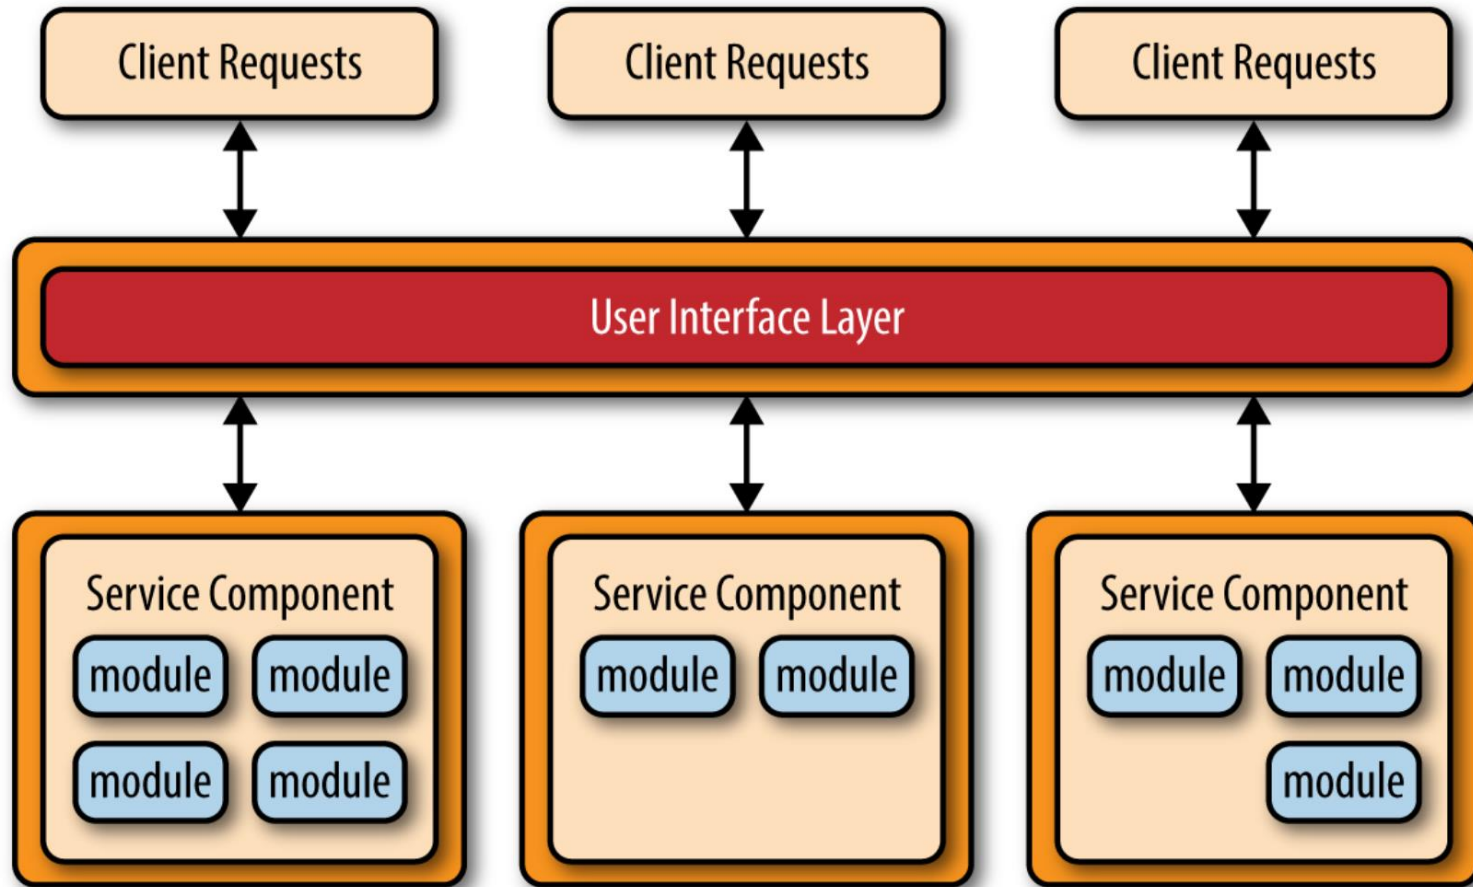 Client Requests
Client Requests
Client Requests
User Interface Layer
Service Component
module module
module module
Service Component
module module
Service Component
module module
module